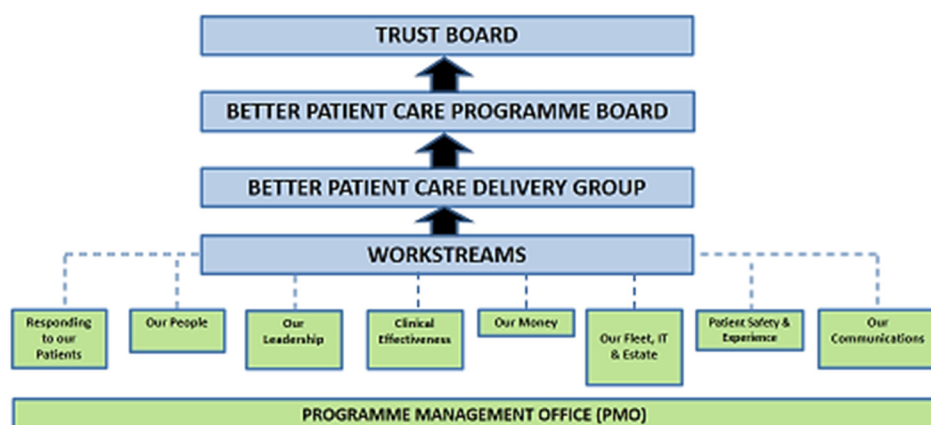 TRUST BOARD
BETTER PATIENT CARE PROGRAMME BOARD
BETTER PATIENT CARE DELIVERY GROUP
WORKSTREAMS
Responding
to our
Patients
Our People
Our
Leadership
Clinical
Effectiveness
Our Money
Our Fleet, IT
& Estate
Patient Safety &
Experience
Our
Communications
PROGRAMME MANAGEMENT OFFICE (PMO)